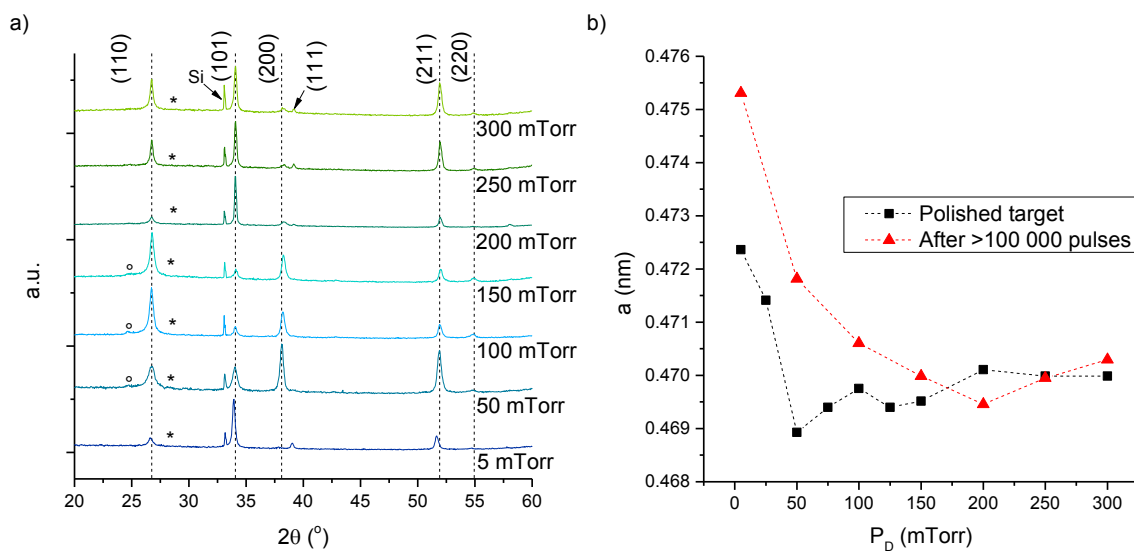 a)
(110)
(101)
(200)
(111)
(211)
(220)
Si
*
300 mTorr
*
250 mTorr
*
200 mTorr
° *
150 mTorr
° *
100 mTorr
° *
50 mTorr
*
5 mTorr
a.u.
20 25 30 35 40 45 50 55 60
2θ (°)
b)
0.476
0.475
0.474
0.473
0.472
0.471
0.470
0.469
0.468
a (nm)
Polished target
After >100 000 pulses
0 50 100 150 200 250 300
P_D (mTorr)